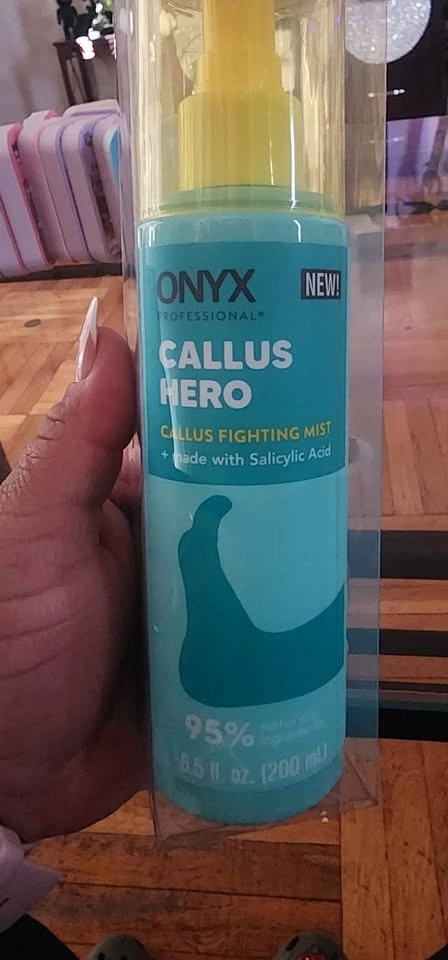 ONYX
NEW!
PROFESSIONAL®
CALLUS
HERO
CALLUS FIGHTING MIST
+ made with Salicylic Acid
95%
6.5 fl. oz. (200 mL)